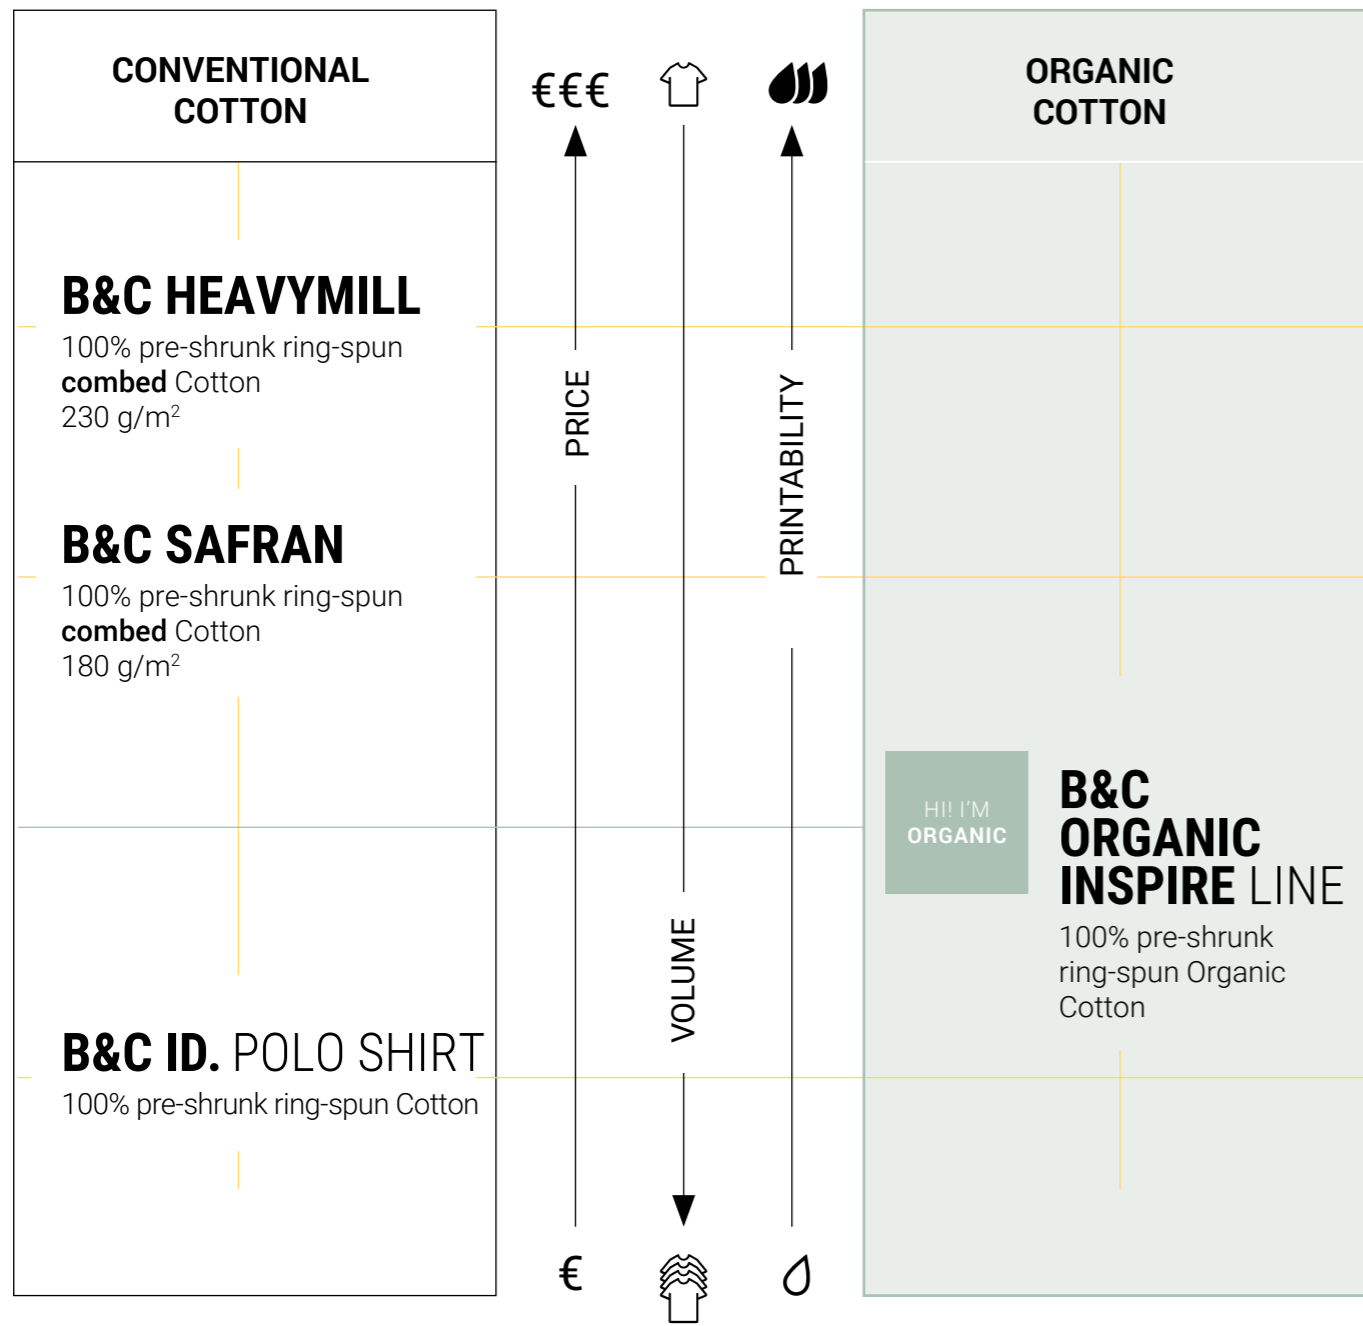 CONVENTIONAL
COTTON
B&C HEAVYMILL
100% pre-shrunk ring-spun
combed Cotton
230 g/m²
B&C SAFRAN
100% pre-shrunk ring-spun
combed Cotton
180 g/m²
B&C ID. POLO SHIRT
100% pre-shrunk ring-spun Cotton
€€€
PRICE
€
VOLUME
PRINTABILITY
ORGANIC
COTTON
HI! I'M
ORGANIC
B&C
ORGANIC
INSPIRE LINE
100% pre-shrunk
ring-spun Organic
Cotton